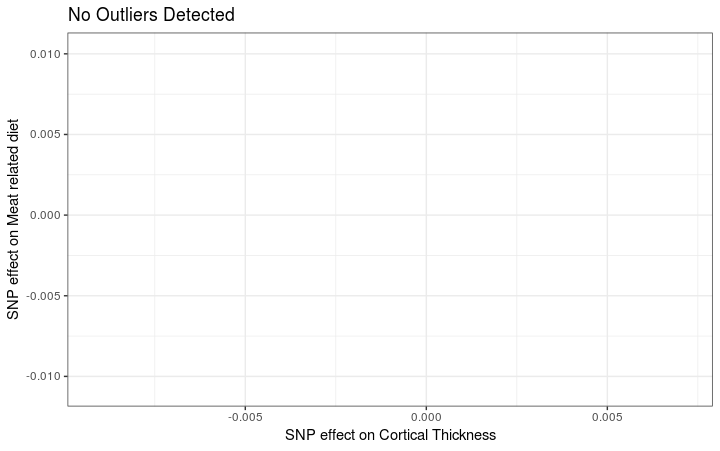 No Outliers Detected
SNP effect on Meat related diet
0.010
0.005
0.000
-0.005
-0.010
-0.005
0.000
0.005
SNP effect on Cortical Thickness